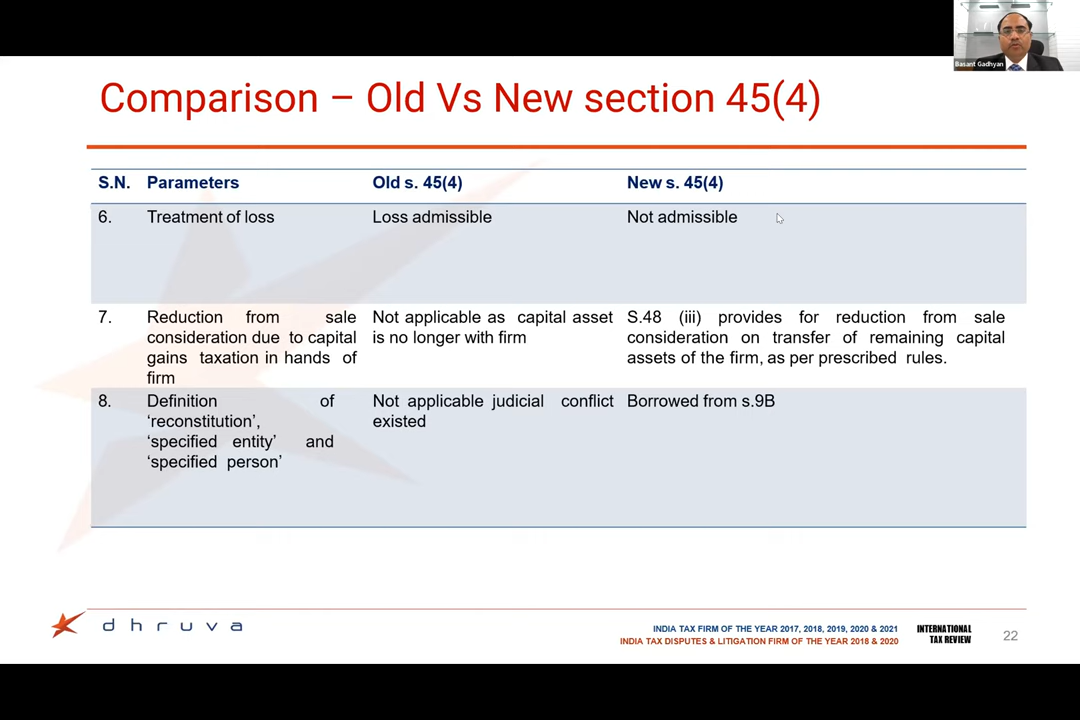 Basant Gadhyan
Comparison – Old Vs New section 45(4)
S.N. Parameters Old s. 45(4) New s. 45(4)
6. Treatment of loss Loss admissible Not admissible
7. Reduction from sale Not applicable as capital asset S.48 (iii) provides for reduction from sale
consideration due to capital is no longer with firm consideration on transfer of remaining capital
gains taxation in hands of assets of the firm, as per prescribed rules.
firm
8. Definition of Not applicable judicial conflict Borrowed from s.9B
‘reconstitution’, existed
‘specified entity’ and
‘specified person’
dhruva
INDIA TAX FIRM OF THE YEAR 2017, 2018, 2019, 2020 & 2021
INDIA TAX DISPUTES & LITIGATION FIRM OF THE YEAR 2018 & 2020
INTERNATIONAL
TAX REVIEW
22